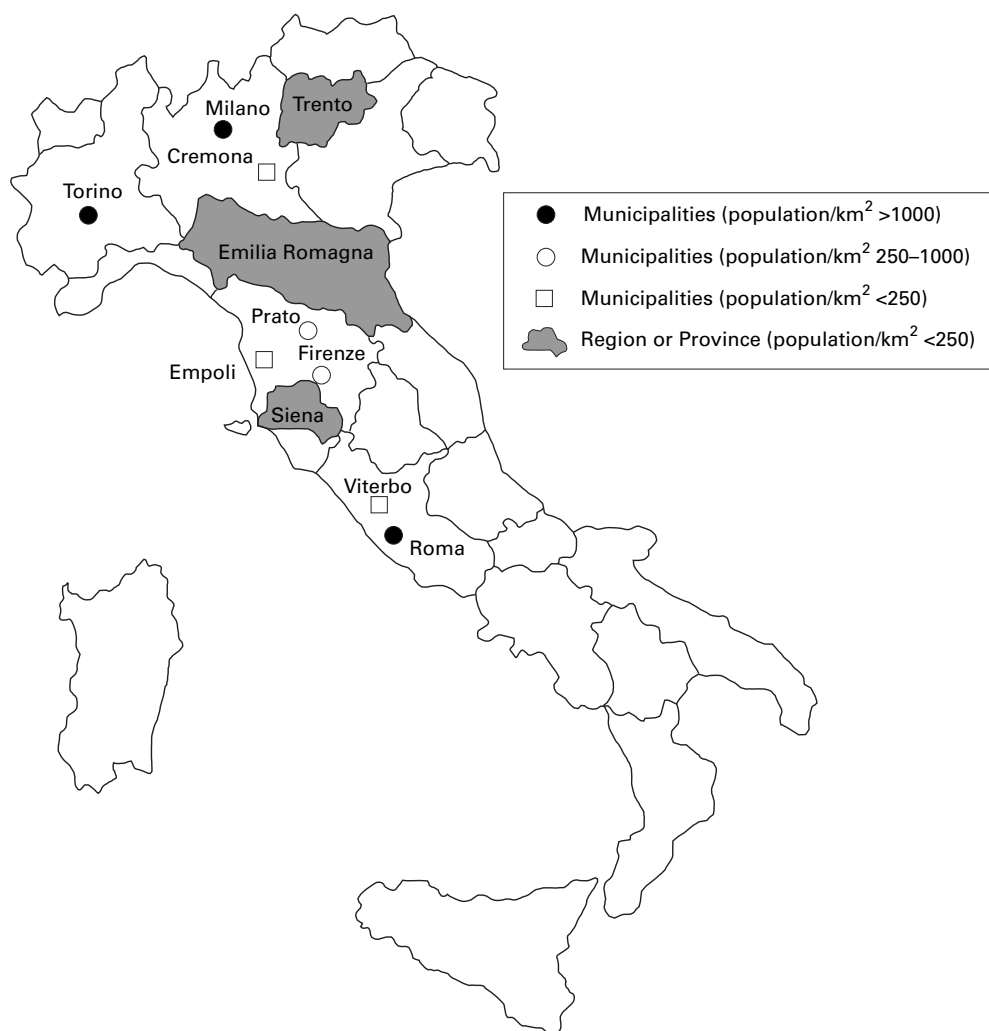 Trento
Milano
Cremona
Torino
Municipalities (population/km² >1000)
Emilia Romagna
Municipalities (population/km² 250–1000)
Municipalities (population/km² <250)
Prato
Region or Province (population/km² <250)
Firenze
Empoli
Siena
Viterbo
Roma